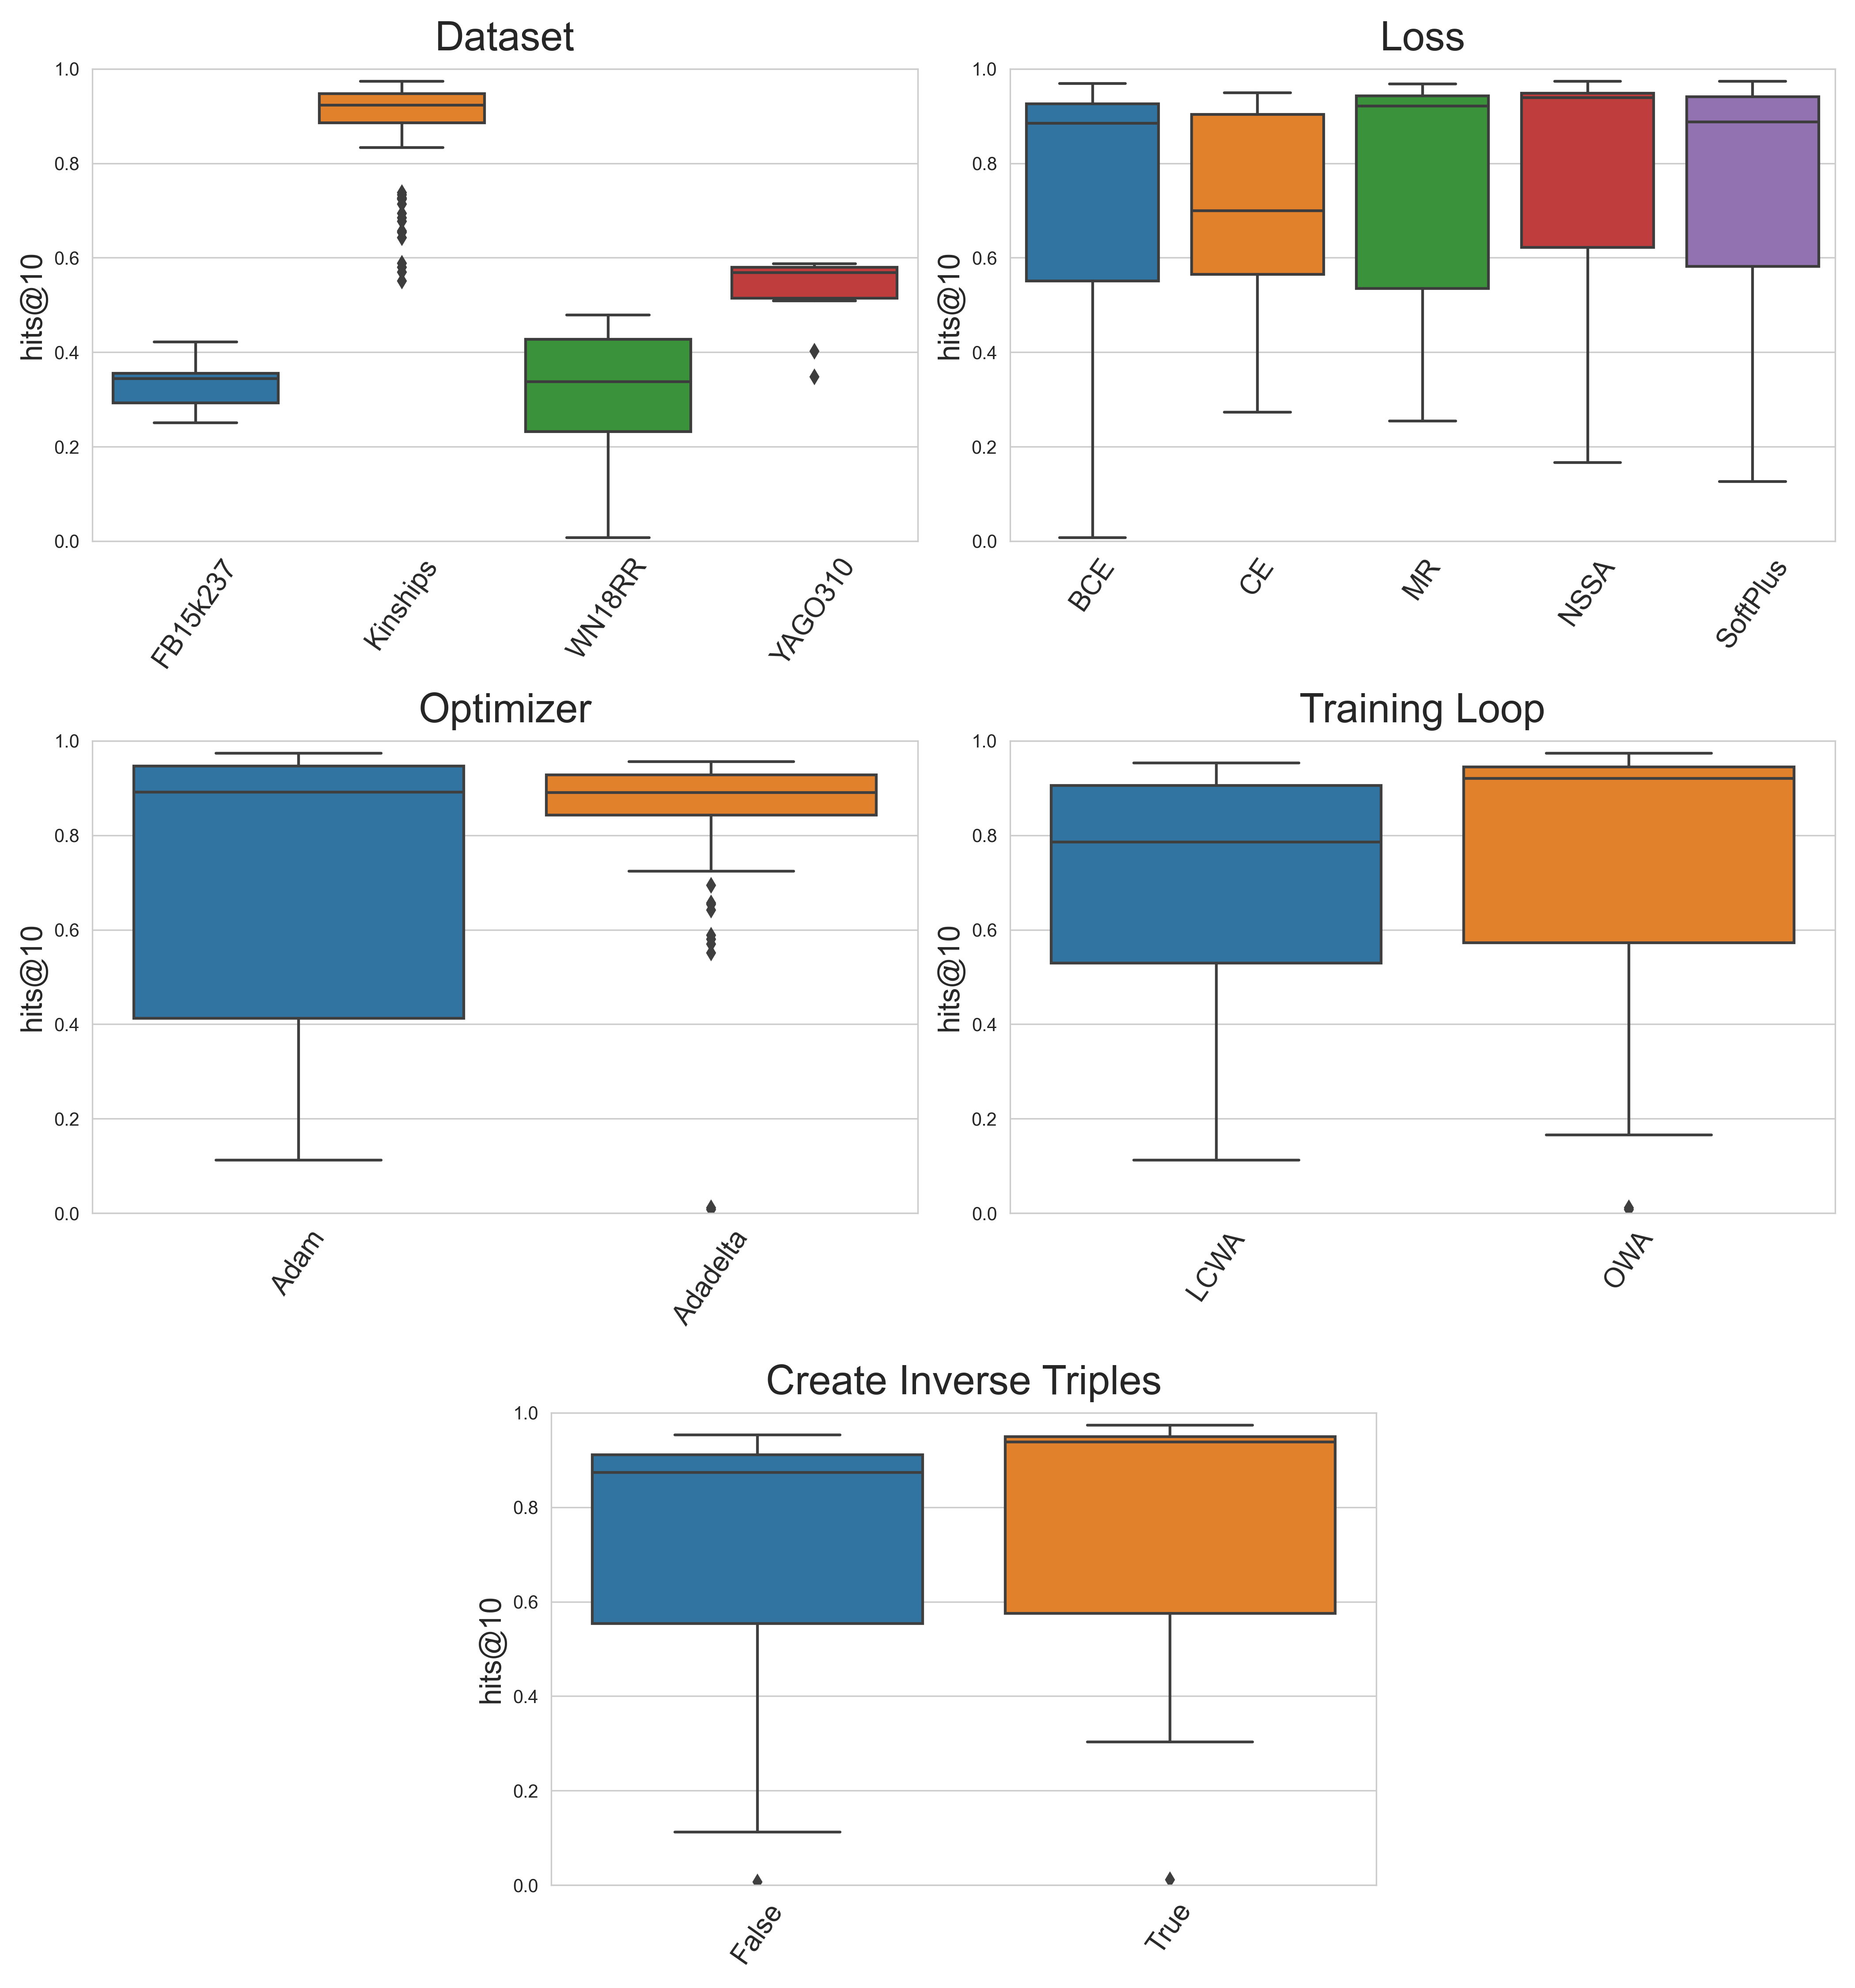 Dataset
hits@10
1.0
0.8
0.6
0.4
0.2
0.0
FB15k237
Kinships
WN18RR
YAGO310
Loss
hits@10
1.0
0.8
0.6
0.4
0.2
0.0
BCE
CE
MR
NSSA
SoftPlus
Optimizer
hits@10
1.0
0.8
0.6
0.4
0.2
0.0
Adam
Adadelta
Training Loop
hits@10
1.0
0.8
0.6
0.4
0.2
0.0
LCWA
OWA
Create Inverse Triples
hits@10
1.0
0.8
0.6
0.4
0.2
0.0
False
True